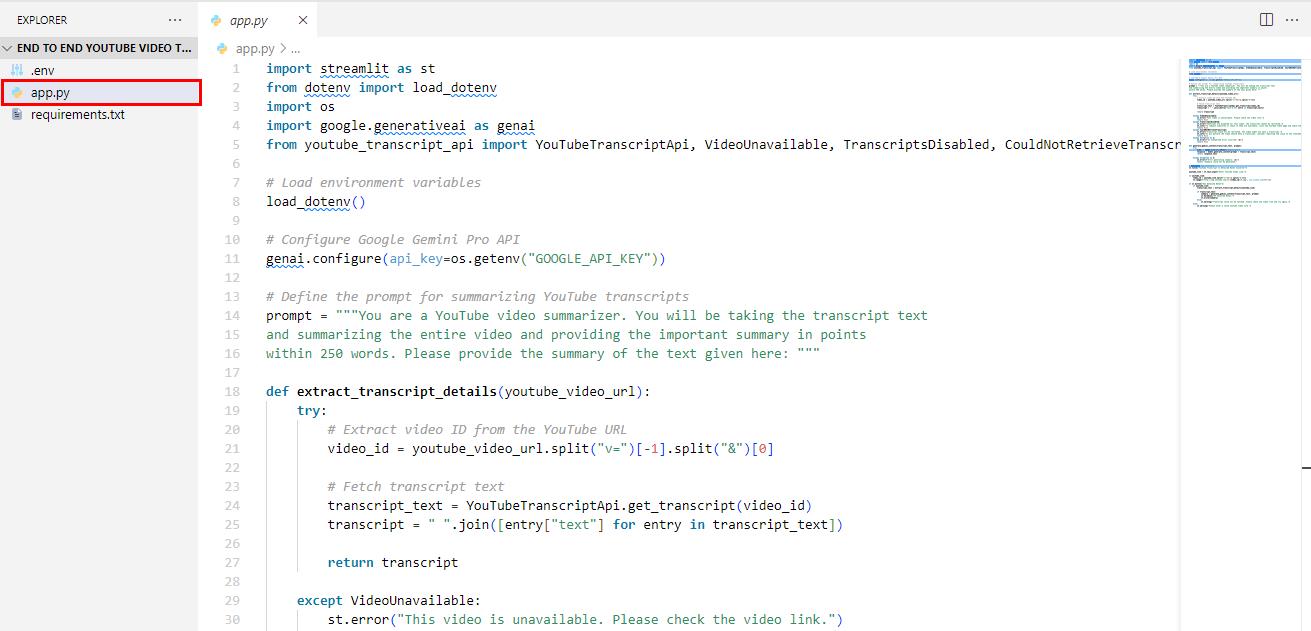 EXPLORER ...
END TO END YOUTUBE VIDEO T...
.env
app.py
requirements.txt
app.py
app.py > ...
1 import streamlit as st
2 from dotenv import load_dotenv
3 import os
4 import google.generativeai as genai
5 from youtube_transcript_api import YouTubeTranscriptApi, VideoUnavailable, TranscriptsDisabled, CouldNotRetrieveTranscr
6
7 # Load environment variables
8 load_dotenv()
9
10 # Configure Google Gemini Pro API
11 genai.configure(api_key=os.getenv("GOOGLE_API_KEY"))
12
13 # Define the prompt for summarizing YouTube transcripts
14 prompt = """You are a YouTube video summarizer. You will be taking the transcript text
15 and summarizing the entire video and providing the important summary in points
16 within 250 words. Please provide the summary of the text given here: """
17
18 def extract_transcript_details(youtube_video_url):
19 try:
20 # Extract video ID from the YouTube URL
21 video_id = youtube_video_url.split("v=")[-1].split("&")[0]
22
23 # Fetch transcript text
24 transcript_text = YouTubeTranscriptApi.get_transcript(video_id)
25 transcript = " ".join([entry["text"] for entry in transcript_text])
26
27 return transcript
28
29 except VideoUnavailable:
30 st.error("This video is unavailable. Please check the video link.")